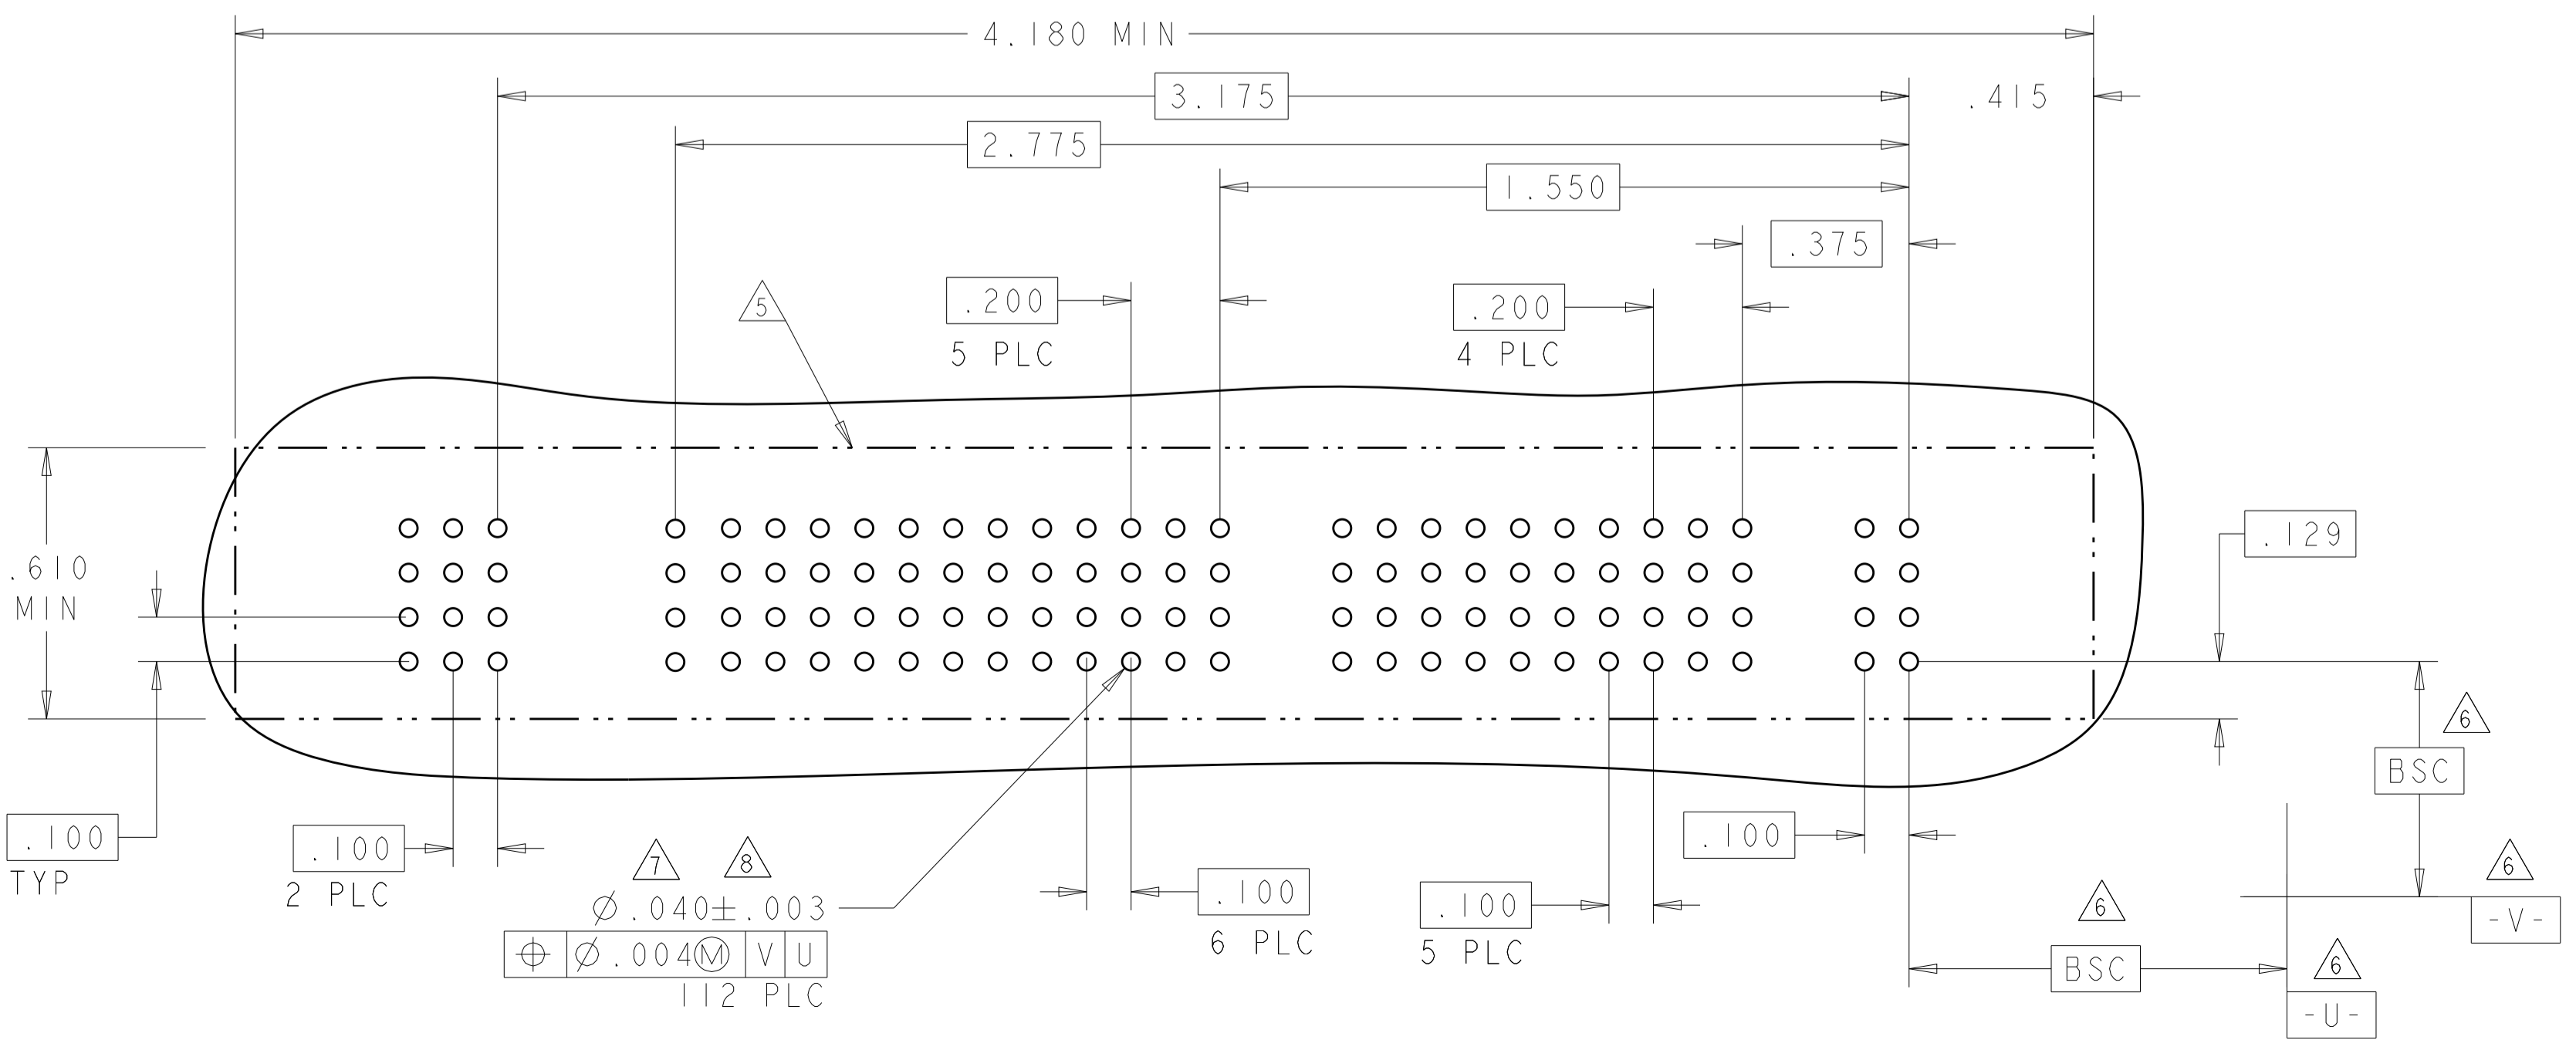 4.180 MIN
3.175
.415
2.775
1.550
.375
.200
5 PLC
.200
4 PLC
5
.129
.610
MIN
6
BSC
.100
TYP
.100
2 PLC
7 8
⌀.040±.003
⌖ ⌀.004Ⓜ V U
112 PLC
.100
6 PLC
.100
5 PLC
.100
6
BSC
6
-V-
6
-U-